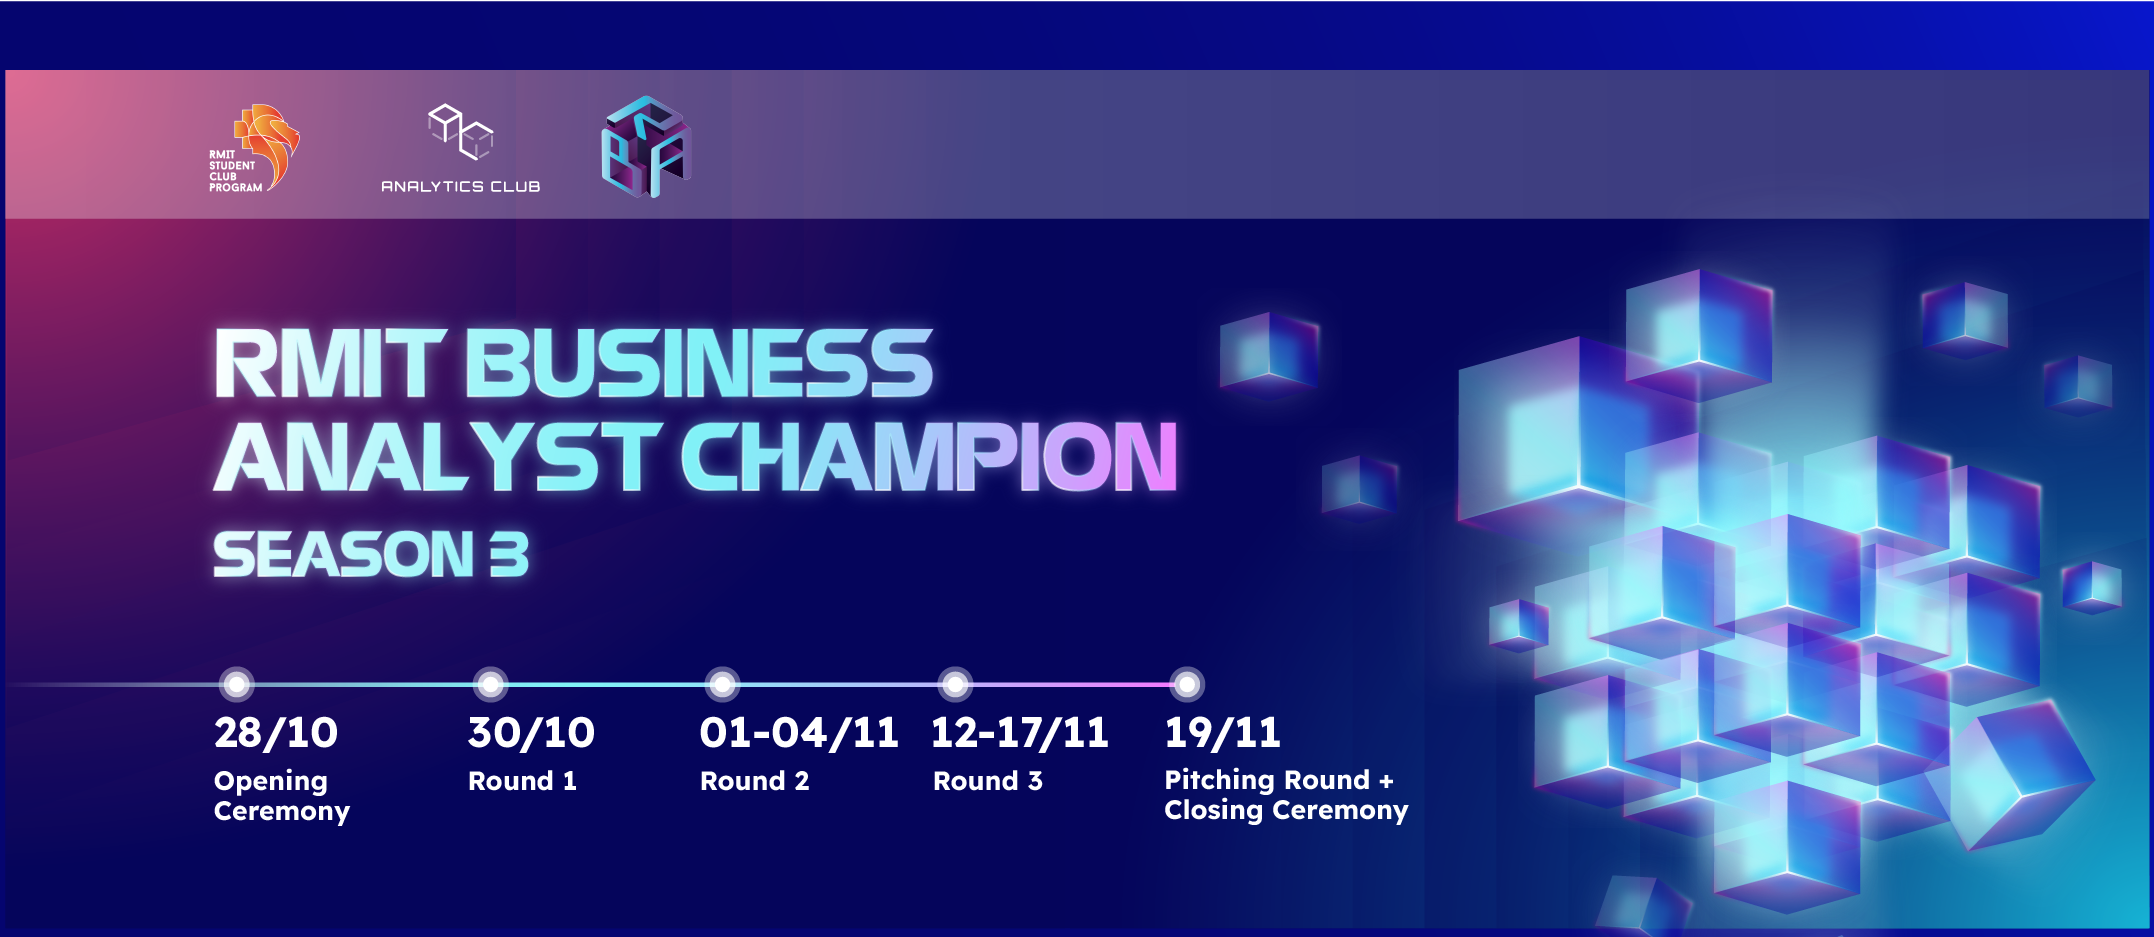 RMIT
STUDENT
CLUB
PROGRAM
ANALYTICS CLUB
RMIT BUSINESS
ANALYST CHAMPION
SEASON 3
28/10
Opening
Ceremony
30/10
Round 1
01-04/11
Round 2
12-17/11
Round 3
19/11
Pitching Round +
Closing Ceremony